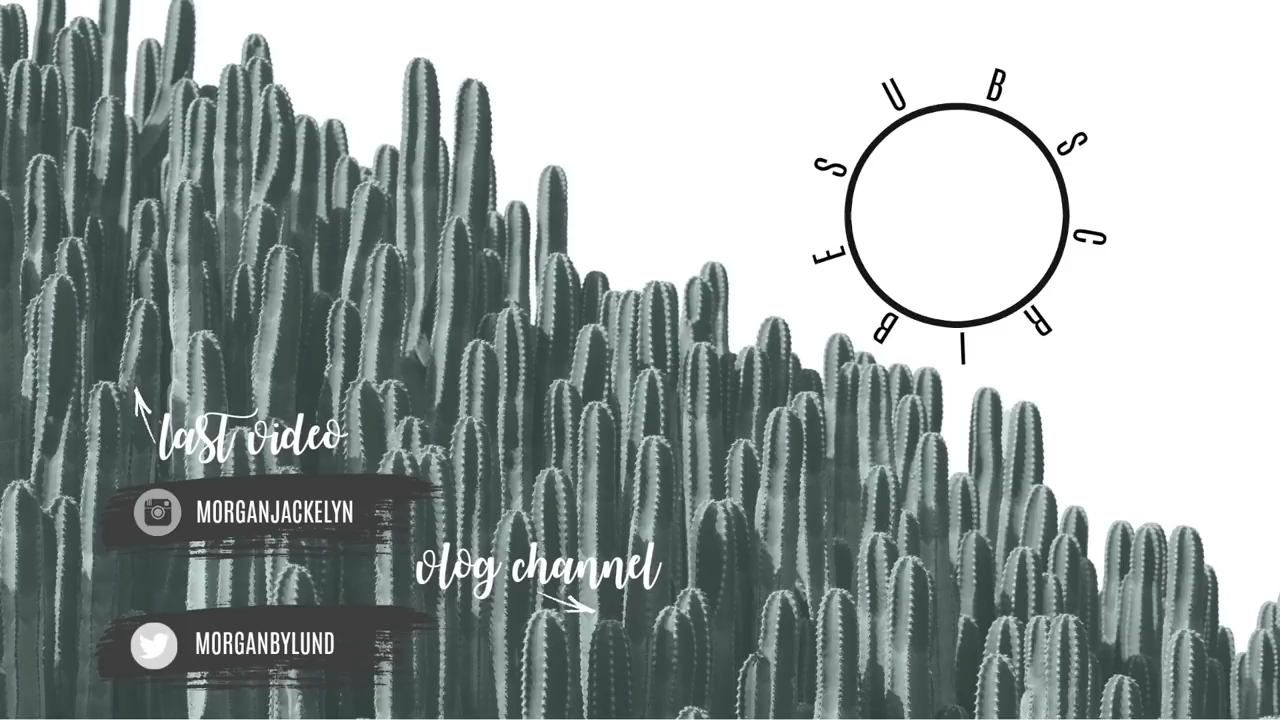 SUBSCRIBE
last video
MORGANJACKELYN
vlog channel
MORGANBYLUND